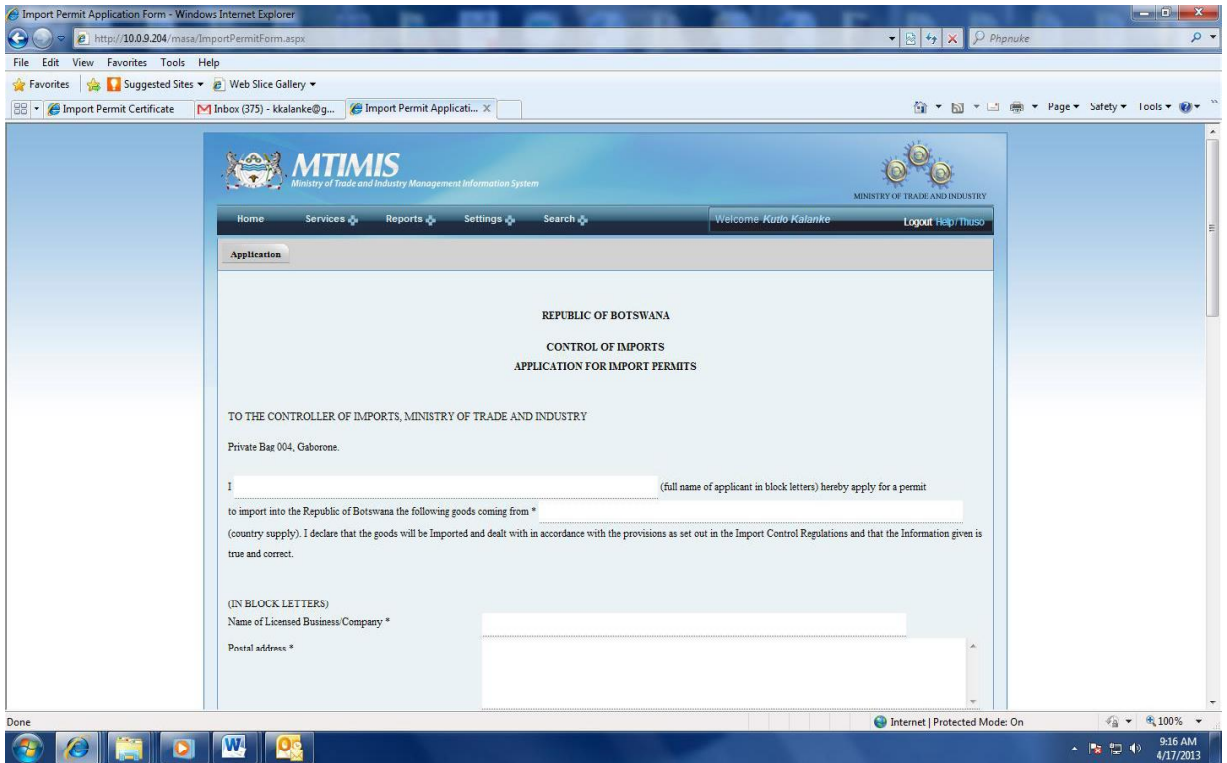 Import Permit Application Form - Windows Internet Explorer
http://10.0.9.204/masa/ImportPermitForm.aspx
Phpnuke
File Edit View Favorites Tools Help
Favorites Suggested Sites Web Slice Gallery
Import Permit Certificate Inbox (375) - kkalanke@g... Import Permit Applicati... X Page Safety Tools
MTIMIS
Ministry of Trade and Industry Management Information System
MINISTRY OF TRADE AND INDUSTRY
Home Services Reports Settings Search Welcome Kutlo Kalanke Logout Help/Thuso
Application
REPUBLIC OF BOTSWANA
CONTROL OF IMPORTS
APPLICATION FOR IMPORT PERMITS
TO THE CONTROLLER OF IMPORTS, MINISTRY OF TRADE AND INDUSTRY
Private Bag 004, Gaborone.
I (full name of applicant in block letters) hereby apply for a permit
to import into the Republic of Botswana the following goods coming from *
(country supply). I declare that the goods will be Imported and dealt with in accordance with the provisions as set out in the Import Control Regulations and that the Information given is
true and correct.
(IN BLOCK LETTERS)
Name of Licensed Business/Company *
Postal address *
Done Internet | Protected Mode: On 100%
9:16 AM
4/17/2013